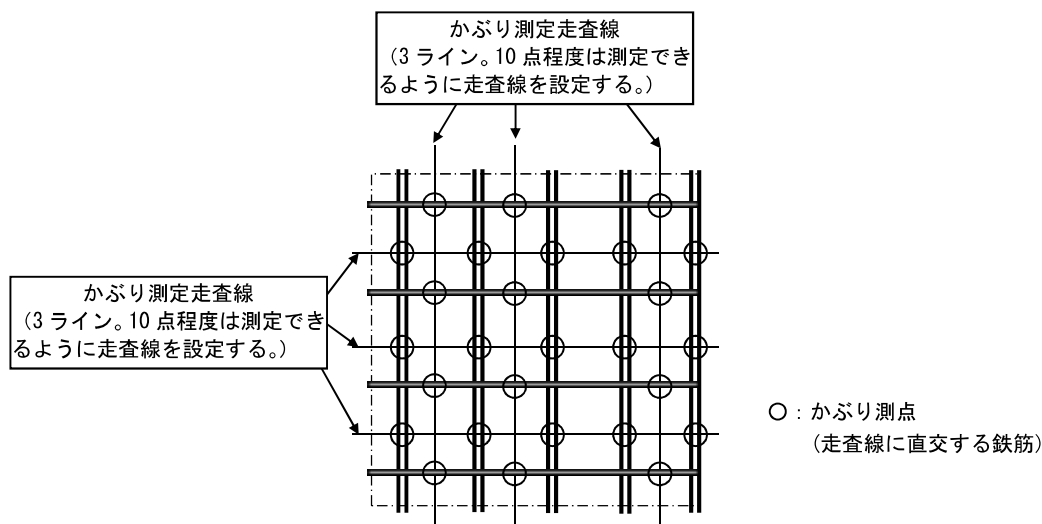 かぶり測定走査線
（3 ライン。10 点程度は測定でき
るように走査線を設定する。）
かぶり測定走査線
（3 ライン。10 点程度は測定でき
るように走査線を設定する。）
○：かぶり測点
（走査線に直交する鉄筋）